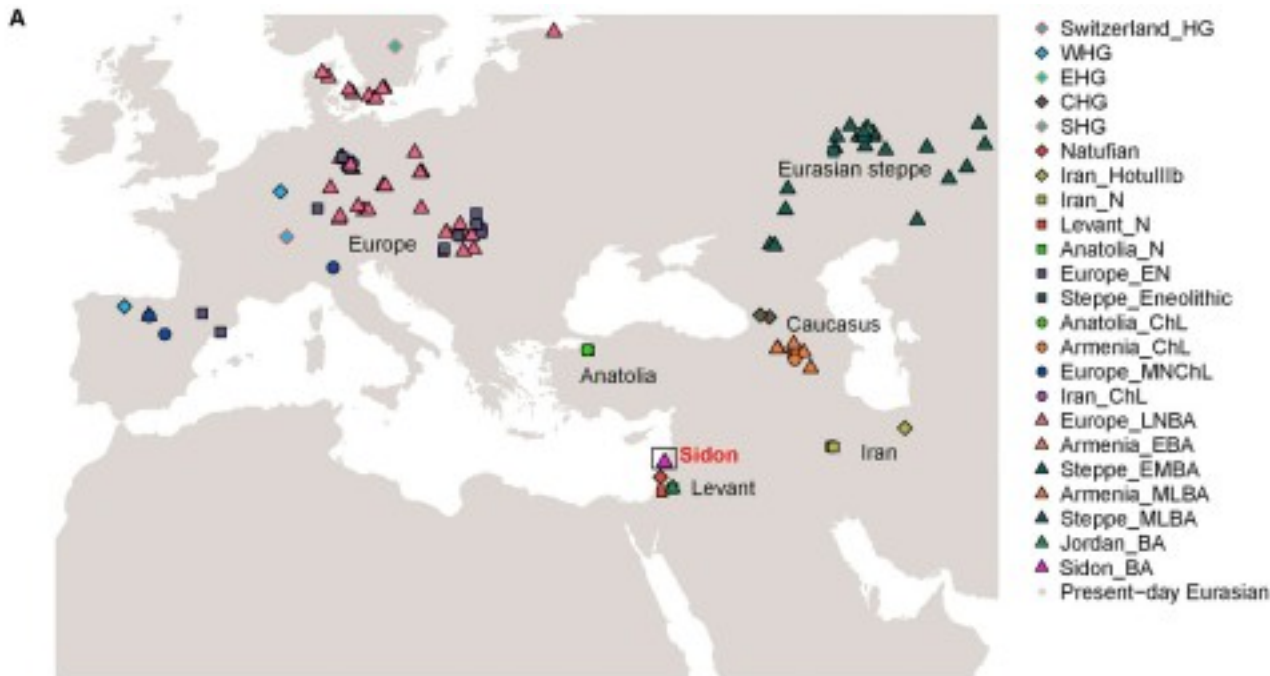 A
Switzerland_HG
WHG
EHG
CHG
SHG
Natufian
Iran_HotuIIIb
Iran_N
Levant_N
Anatolia_N
Europe_EN
Steppe_Eneolithic
Anatolia_ChL
Armenia_ChL
Europe_MNChL
Iran_ChL
Europe_LNBA
Armenia_EBA
Steppe_EMBA
Armenia_MLBA
Steppe_MLBA
Jordan_BA
Sidon_BA
Present-day Eurasian
Eurasian steppe
Europe
Caucasus
Anatolia
Iran
Sidon
Levant